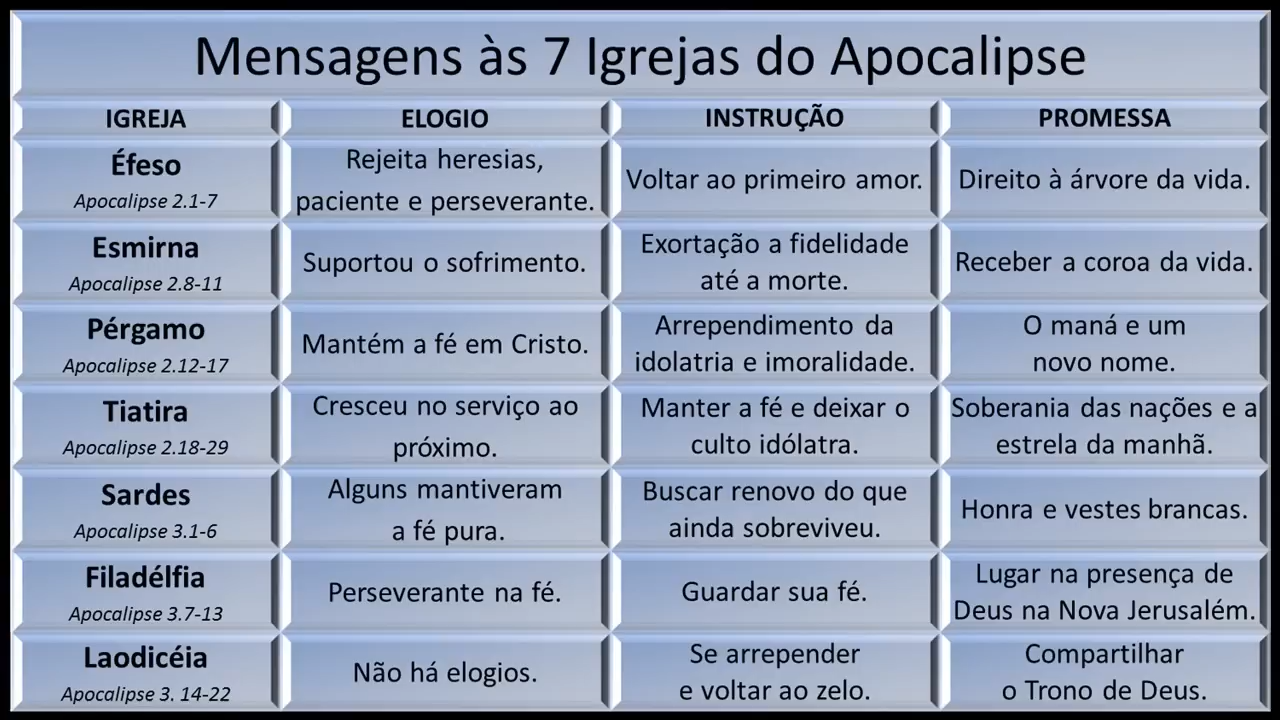 Mensagens às 7 Igrejas do Apocalipse
IGREJA
ELOGIO
INSTRUÇÃO
PROMESSA
Éfeso
Apocalipse 2.1-7
Rejeita heresias,
paciente e perseverante.
Voltar ao primeiro amor.
Direito à árvore da vida.
Esmirna
Apocalipse 2.8-11
Suportou o sofrimento.
Exortação a fidelidade
até a morte.
Receber a coroa da vida.
Pérgamo
Apocalipse 2.12-17
Mantém a fé em Cristo.
Arrependimento da
idolatria e imoralidade.
O maná e um
novo nome.
Tiatira
Apocalipse 2.18-29
Cresceu no serviço ao
próximo.
Manter a fé e deixar o
culto idólatra.
Soberania das nações e a
estrela da manhã.
Sardes
Apocalipse 3.1-6
Alguns mantiveram
a fé pura.
Buscar renovo do que
ainda sobreviveu.
Honra e vestes brancas.
Filadélfia
Apocalipse 3.7-13
Perseverante na fé.
Guardar sua fé.
Lugar na presença de
Deus na Nova Jerusalém.
Laodicéia
Apocalipse 3. 14-22
Não há elogios.
Se arrepender
e voltar ao zelo.
Compartilhar
o Trono de Deus.